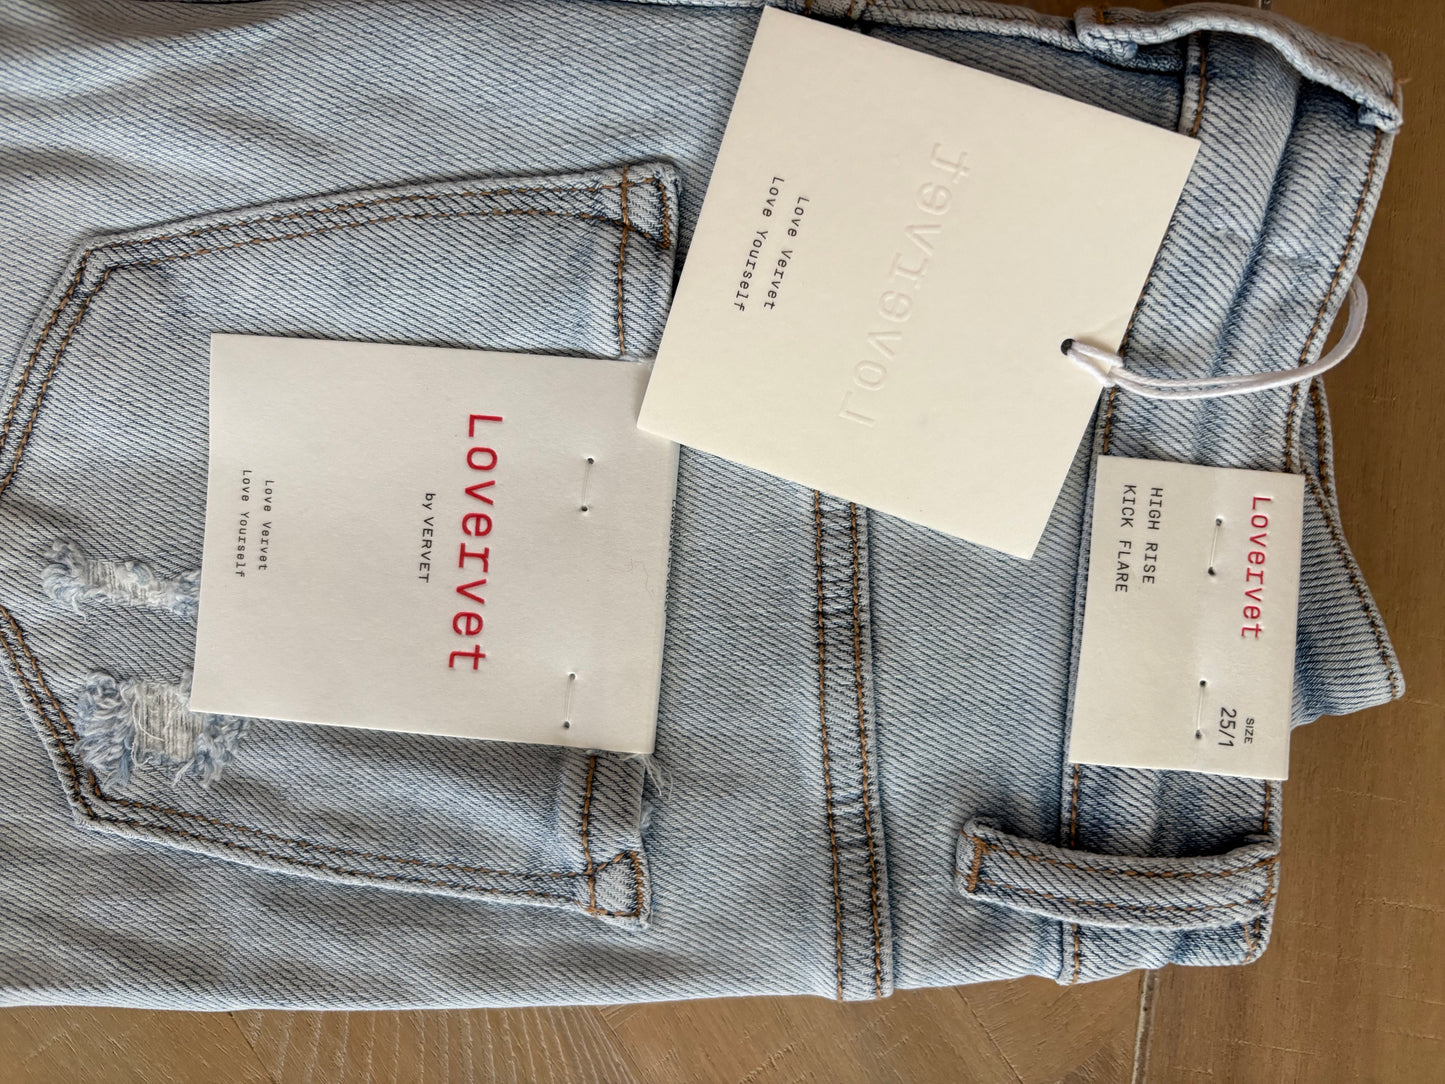 Lovervet
Love Vervet
Love Yourself
Lovervet
by VERVET
Love Vervet
Love Yourself
Lovervet
HIGH RISE
KICK FLARE
SIZE
25/1